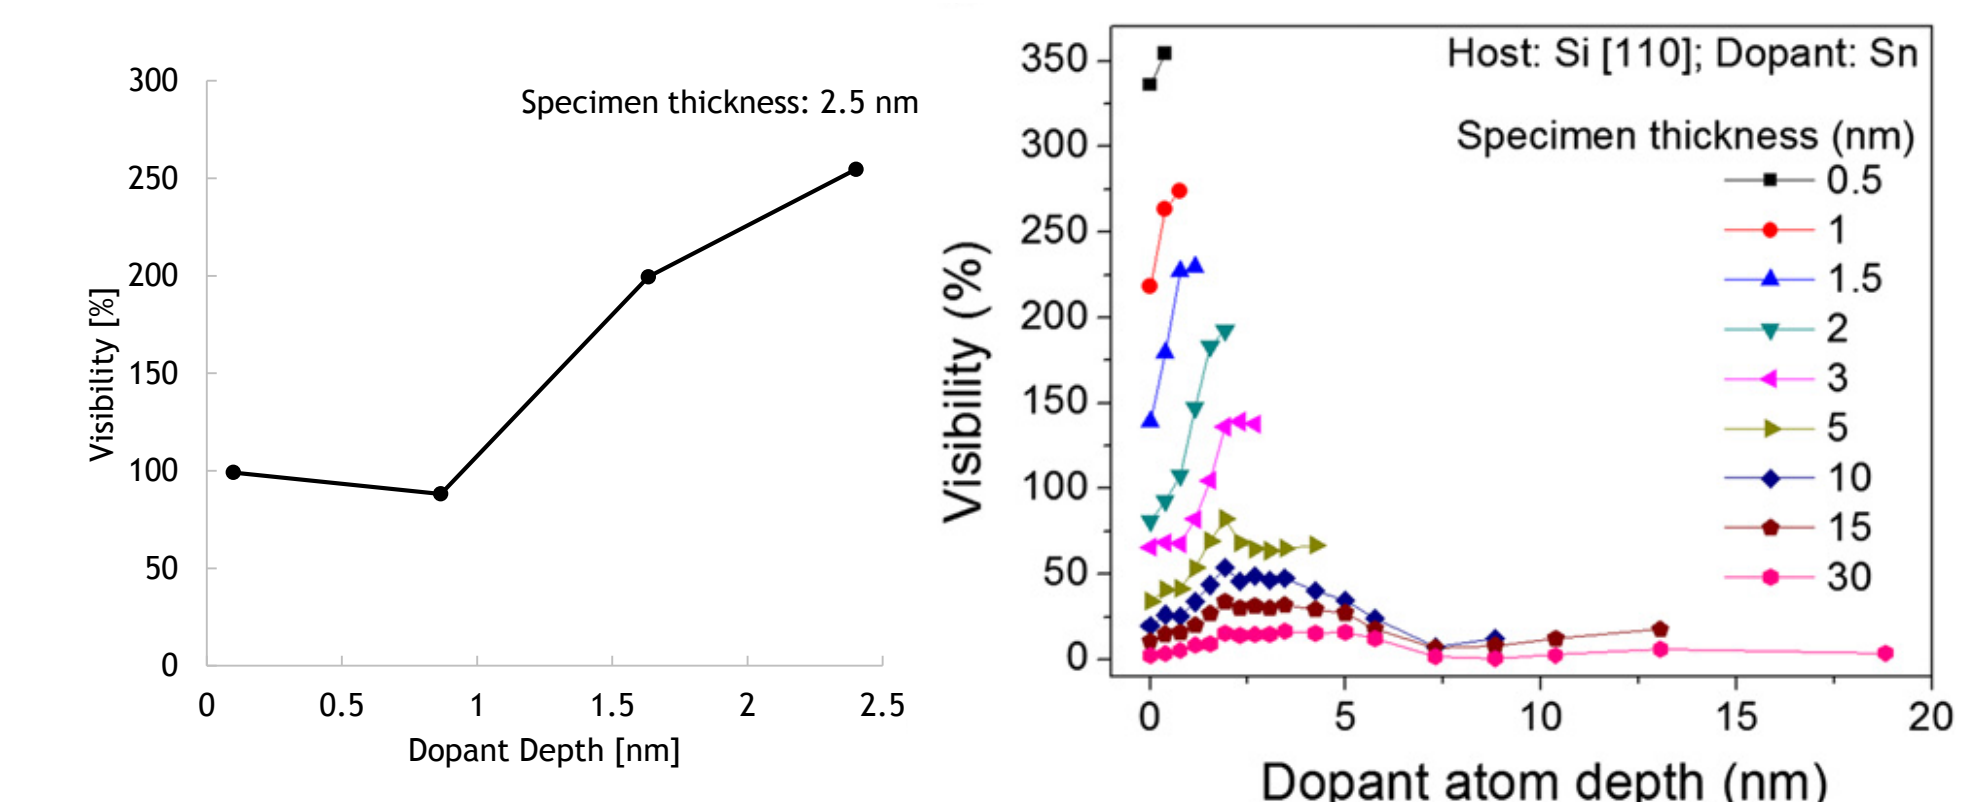 300
250
200
150
100
50
0
Visibility [%]
Specimen thickness: 2.5 nm
0 0.5 1 1.5 2 2.5
Dopant Depth [nm]
350
300
250
200
150
100
50
0
Visibility (%)
Host: Si [110]; Dopant: Sn
Specimen thickness (nm)
0.5
1
1.5
2
3
5
10
15
30
0 5 10 15 20
Dopant atom depth (nm)